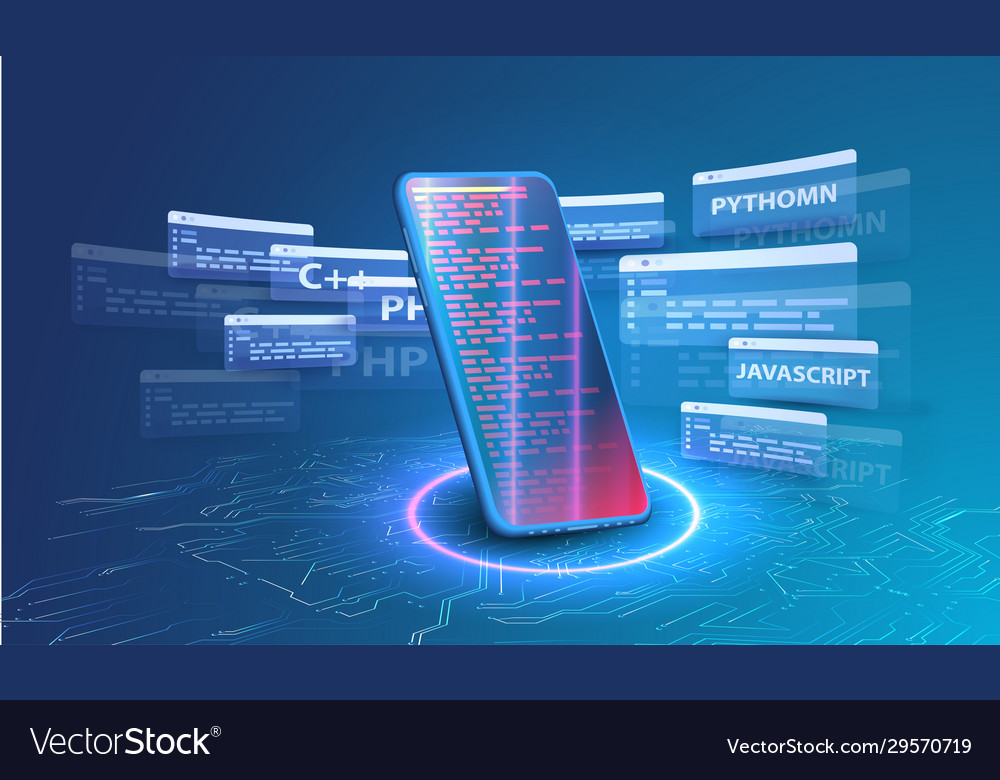 PYTHOMN
PYTHOMN
C++
PH
C++
PHP
JAVASCRIPT
JAVASCRIPT
VectorStock®
VectorStock.com/29570719